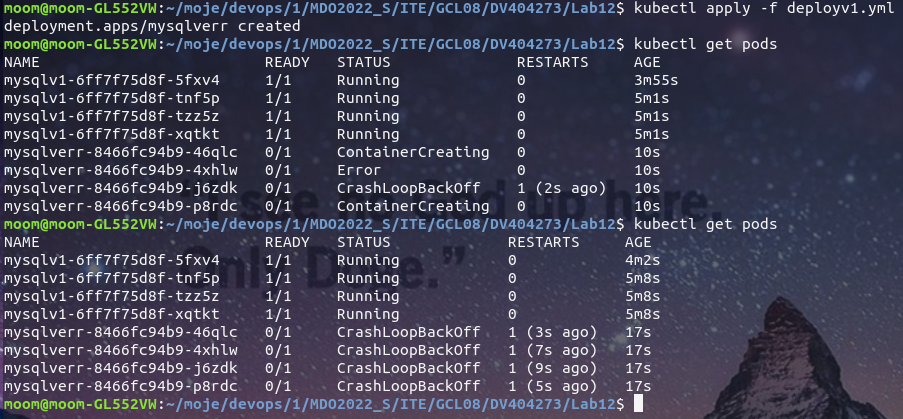 moom@moom-GL552VW:~/moje/devops/1/MDO2022_S/ITE/GCL08/DV404273/Lab12$ kubectl apply -f deployv1.yml
deployment.apps/mysqlverr created
moom@moom-GL552VW:~/moje/devops/1/MDO2022_S/ITE/GCL08/DV404273/Lab12$ kubectl get pods
NAME READY STATUS RESTARTS AGE
mysqlv1-6ff7f75d8f-5fxv4 1/1 Running 0 3m55s
mysqlv1-6ff7f75d8f-tnf5p 1/1 Running 0 5m1s
mysqlv1-6ff7f75d8f-tzz5z 1/1 Running 0 5m1s
mysqlv1-6ff7f75d8f-xqtkt 1/1 Running 0 5m1s
mysqlverr-8466fc94b9-46qlc 0/1 ContainerCreating 0 10s
mysqlverr-8466fc94b9-4xhlw 0/1 Error 0 10s
mysqlverr-8466fc94b9-j6zdk 0/1 CrashLoopBackOff 1 (2s ago) 10s
mysqlverr-8466fc94b9-p8rdc 0/1 ContainerCreating 0 10s
moom@moom-GL552VW:~/moje/devops/1/MDO2022_S/ITE/GCL08/DV404273/Lab12$ kubectl get pods
NAME READY STATUS RESTARTS AGE
mysqlv1-6ff7f75d8f-5fxv4 1/1 Running 0 4m2s
mysqlv1-6ff7f75d8f-tnf5p 1/1 Running 0 5m8s
mysqlv1-6ff7f75d8f-tzz5z 1/1 Running 0 5m8s
mysqlv1-6ff7f75d8f-xqtkt 1/1 Running 0 5m8s
mysqlverr-8466fc94b9-46qlc 0/1 CrashLoopBackOff 1 (3s ago) 17s
mysqlverr-8466fc94b9-4xhlw 0/1 CrashLoopBackOff 1 (7s ago) 17s
mysqlverr-8466fc94b9-j6zdk 0/1 CrashLoopBackOff 1 (9s ago) 17s
mysqlverr-8466fc94b9-p8rdc 0/1 CrashLoopBackOff 1 (5s ago) 17s
moom@moom-GL552VW:~/moje/devops/1/MDO2022_S/ITE/GCL08/DV404273/Lab12$
up here.
Only Doge.”